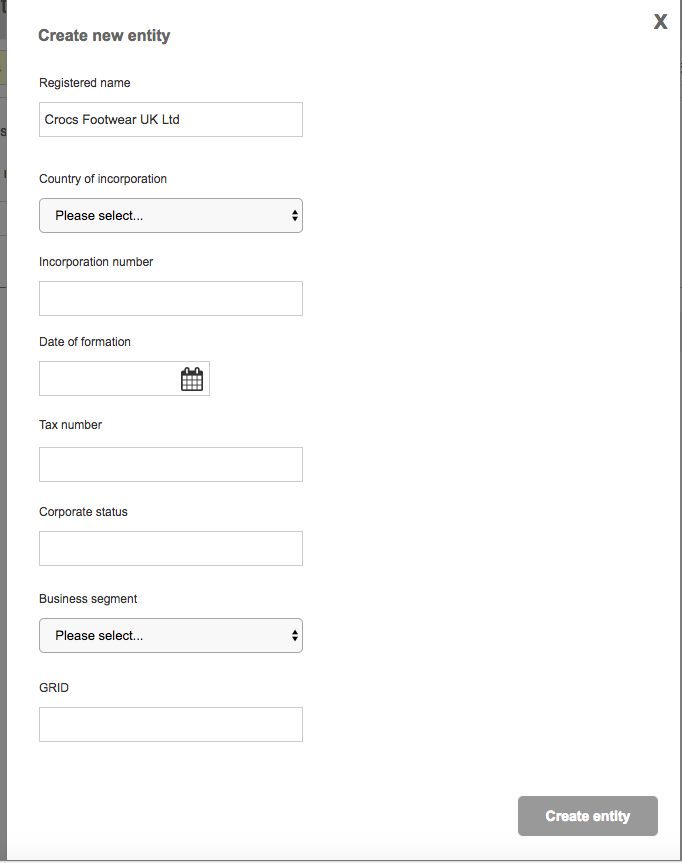 X
Create new entity
Registered name
Crocs Footwear UK Ltd
Country of incorporation
Please select...
Incorporation number
Date of formation
Tax number
Corporate status
Business segment
Please select...
GRID
Create entity